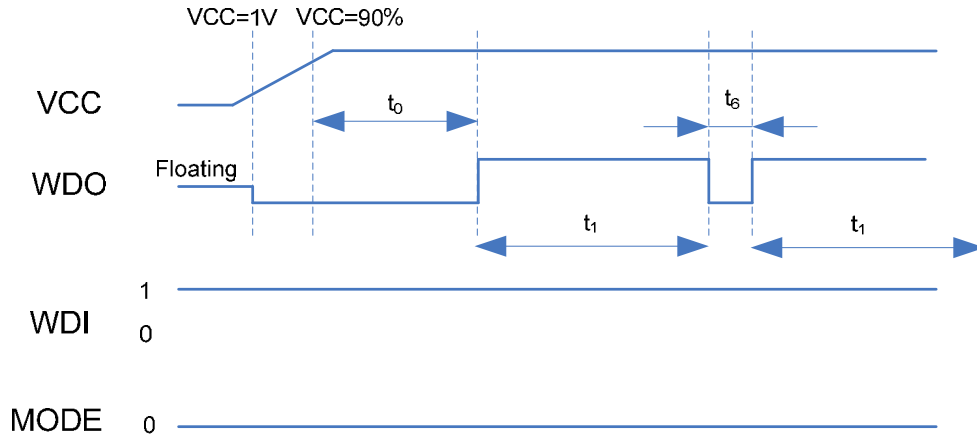 VCC=1V VCC=90%
VCC
t0
t6
Floating
WDO
t1
t1
1
WDI
0
MODE 0